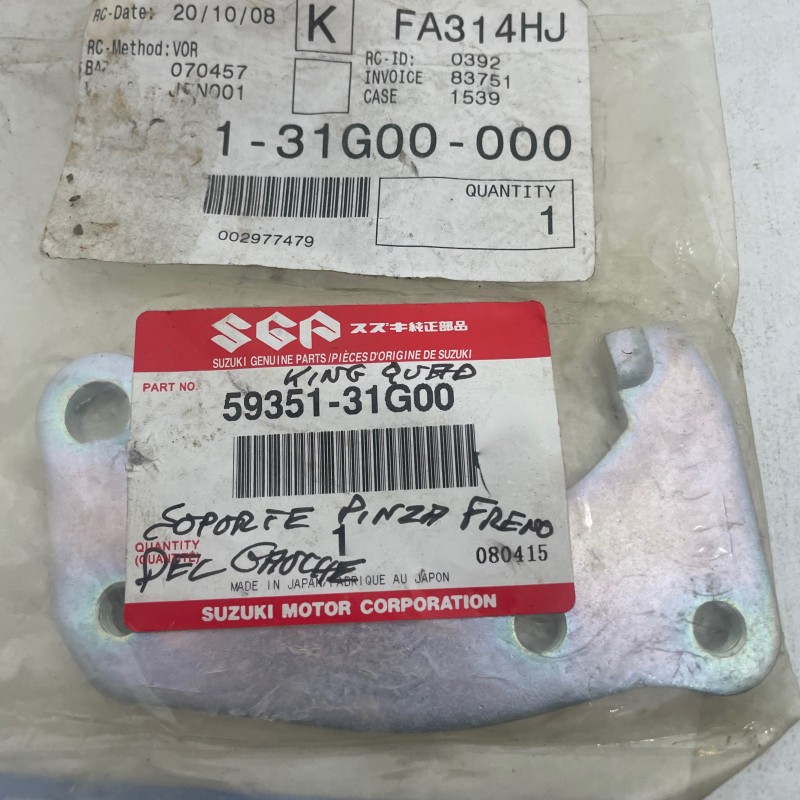 RC-Date: 20/10/08 K FA314HJ
RC-Method: VOR RC-ID: 0392
070457 INVOICE 83751
CASE 1539
1-31G00-000
QUANTITY
1
002977479
SGP スズキ純正部品
SUZUKI GENUINE PARTS/PIÈCES D'ORIGINE DE SUZUKI
KING QUAD
PART NO. 59351-31G00
SOPORTE PINZA FRENO
QUANTITY 1
(QUANTITÉ) DEL GAUCHE 080415
MADE IN JAPAN/FABRIQUÉ AU JAPON
SUZUKI MOTOR CORPORATION